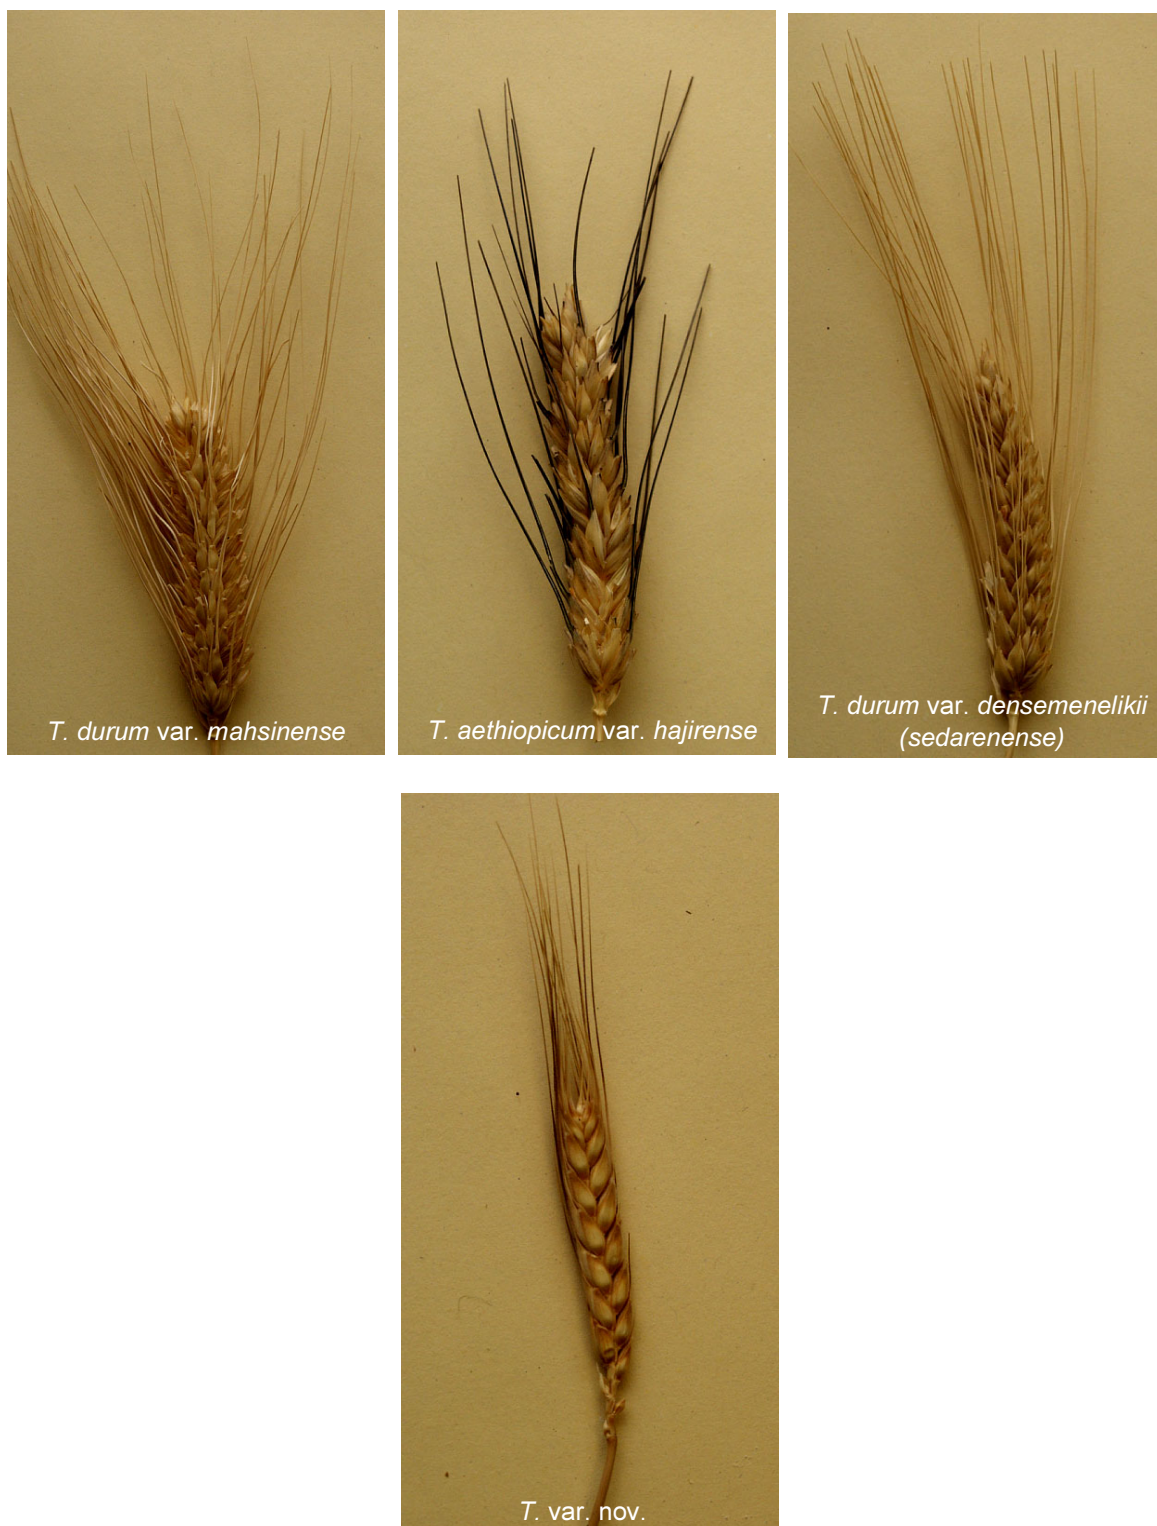 T. durum var. mahsinense
T. aethiopicum var. hajirense
T. durum var. densemenelikii
(sedarenense)
T. var. nov.